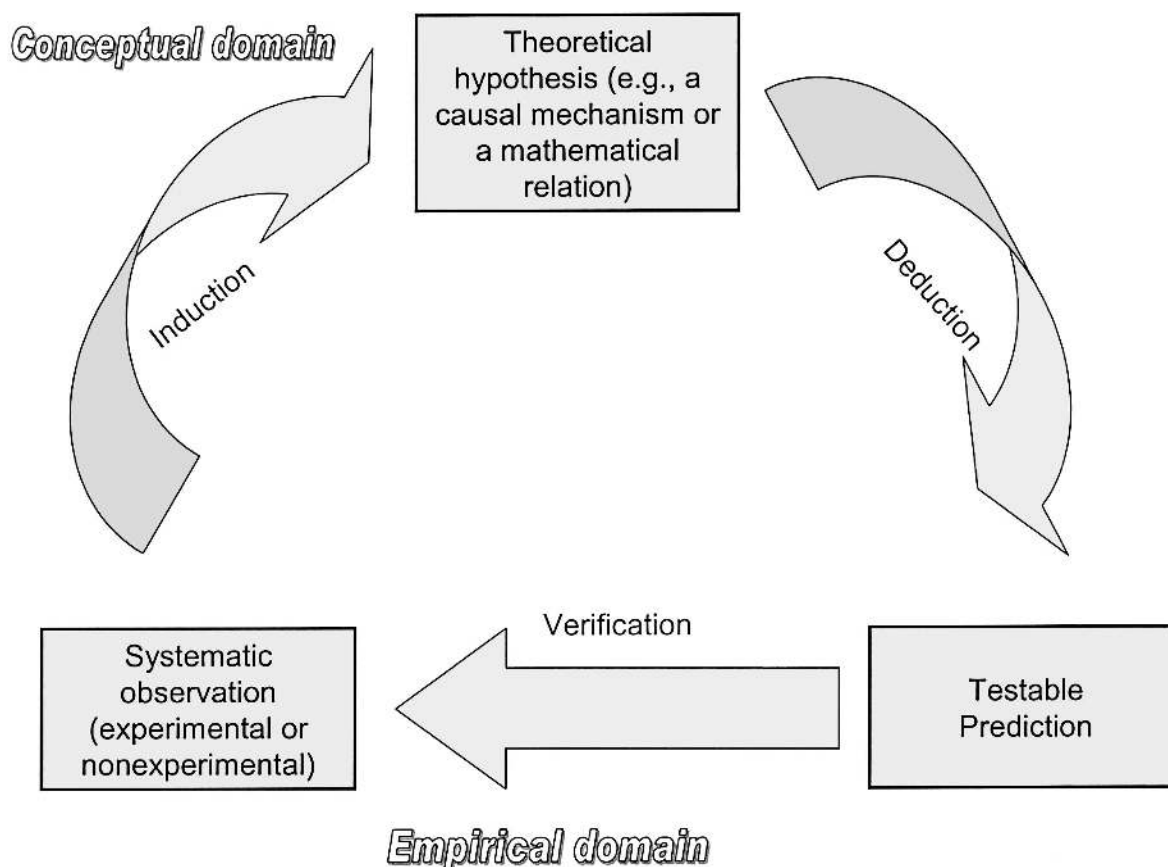 Conceptual domain
Theoretical
hypothesis (e.g., a
causal mechanism or
a mathematical
relation)
Induction
Deduction
Verification
Systematic
observation
(experimental or
nonexperimental)
Testable
Prediction
Empirical domain